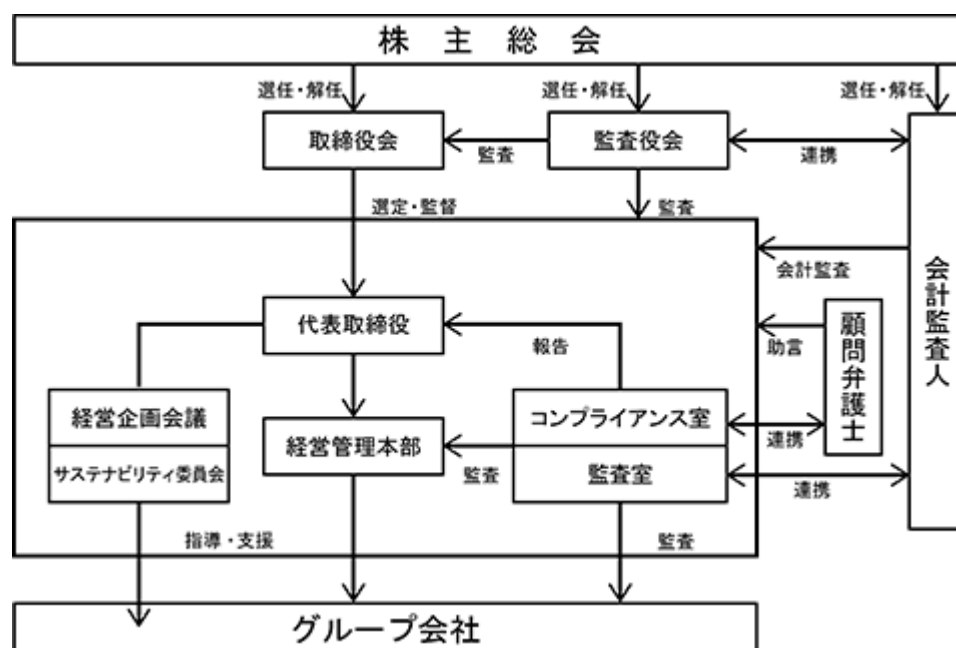 株主総会
選任・解任
選任・解任
選任・解任
取締役会
監査
監査役会
連携
選定・監督
監査
会計監査
会計監査人
代表取締役
報告
助言
顧問弁護士
経営企画会議
サステナビリティ委員会
経営管理本部
監査
コンプライアンス室
監査室
連携
連携
指導・支援
監査
グループ会社